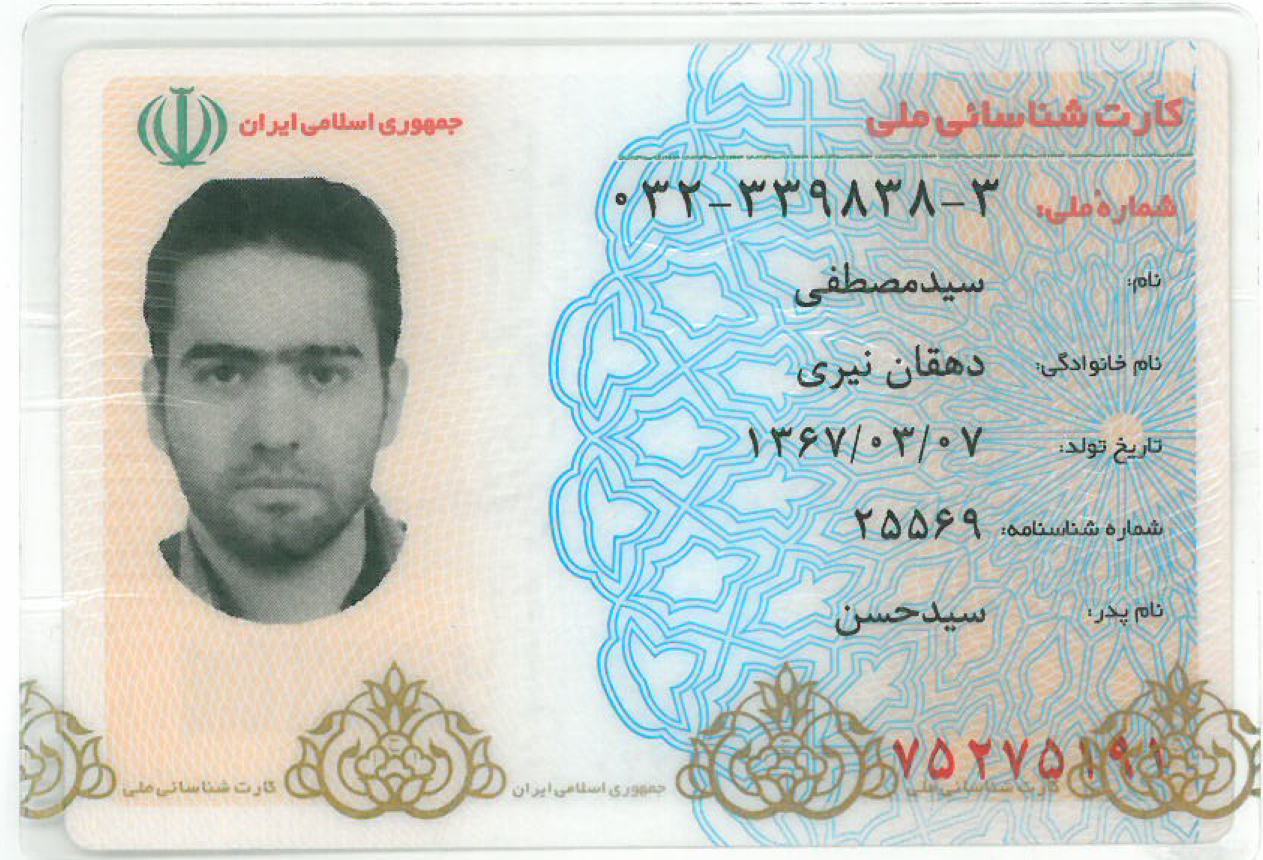 جمهوری اسلامی ایران
کارت شناسائی ملی
شمارهٔ ملی: ۰۳۲-۳۳۹۸۳۸-۳
نام: سیدمصطفی
نام خانوادگی: دهقان نیری
تاریخ تولد: ۱۳۶۷/۰۳/۰۷
شماره شناسنامه: ۲۵۵۶۹
نام پدر: سیدحسن
۷۵۲۷۵۱۹۱
کارت شناسائی ملی جمهوری اسلامی ایران کارت شناسائی ملی